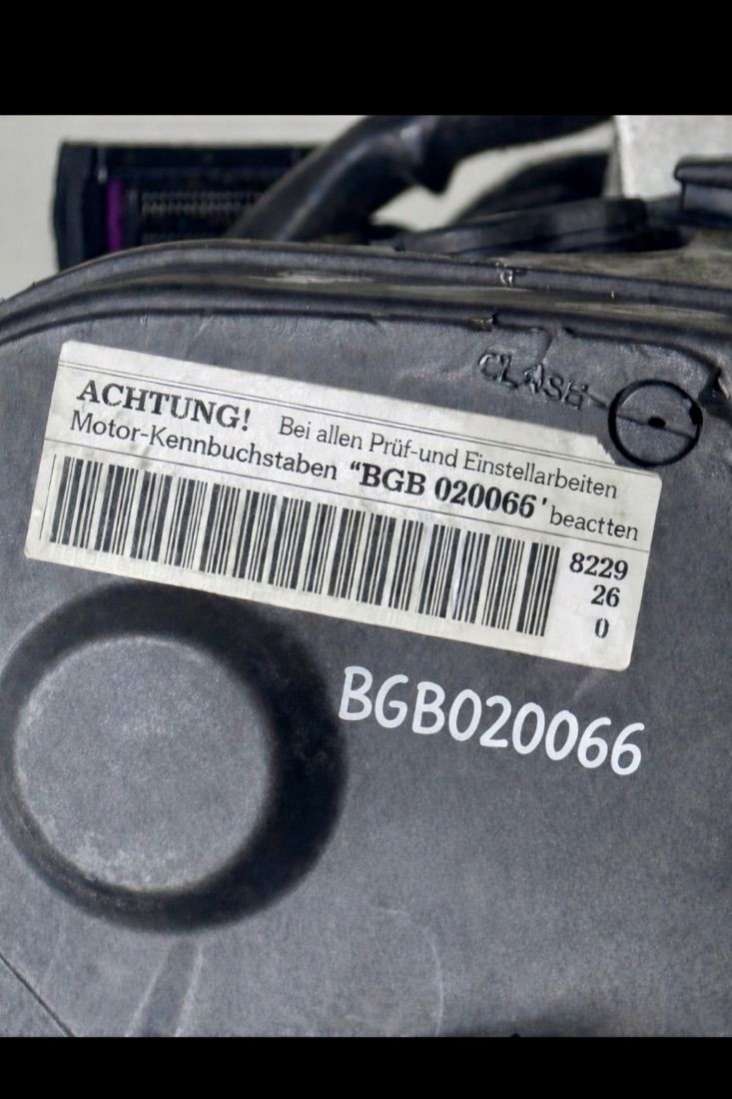 CLASH
ACHTUNG! Bei allen Prüf-und Einstellarbeiten
Motor-Kennbuchstaben "BGB 020066' beactten
8229
26
0
BGB020066